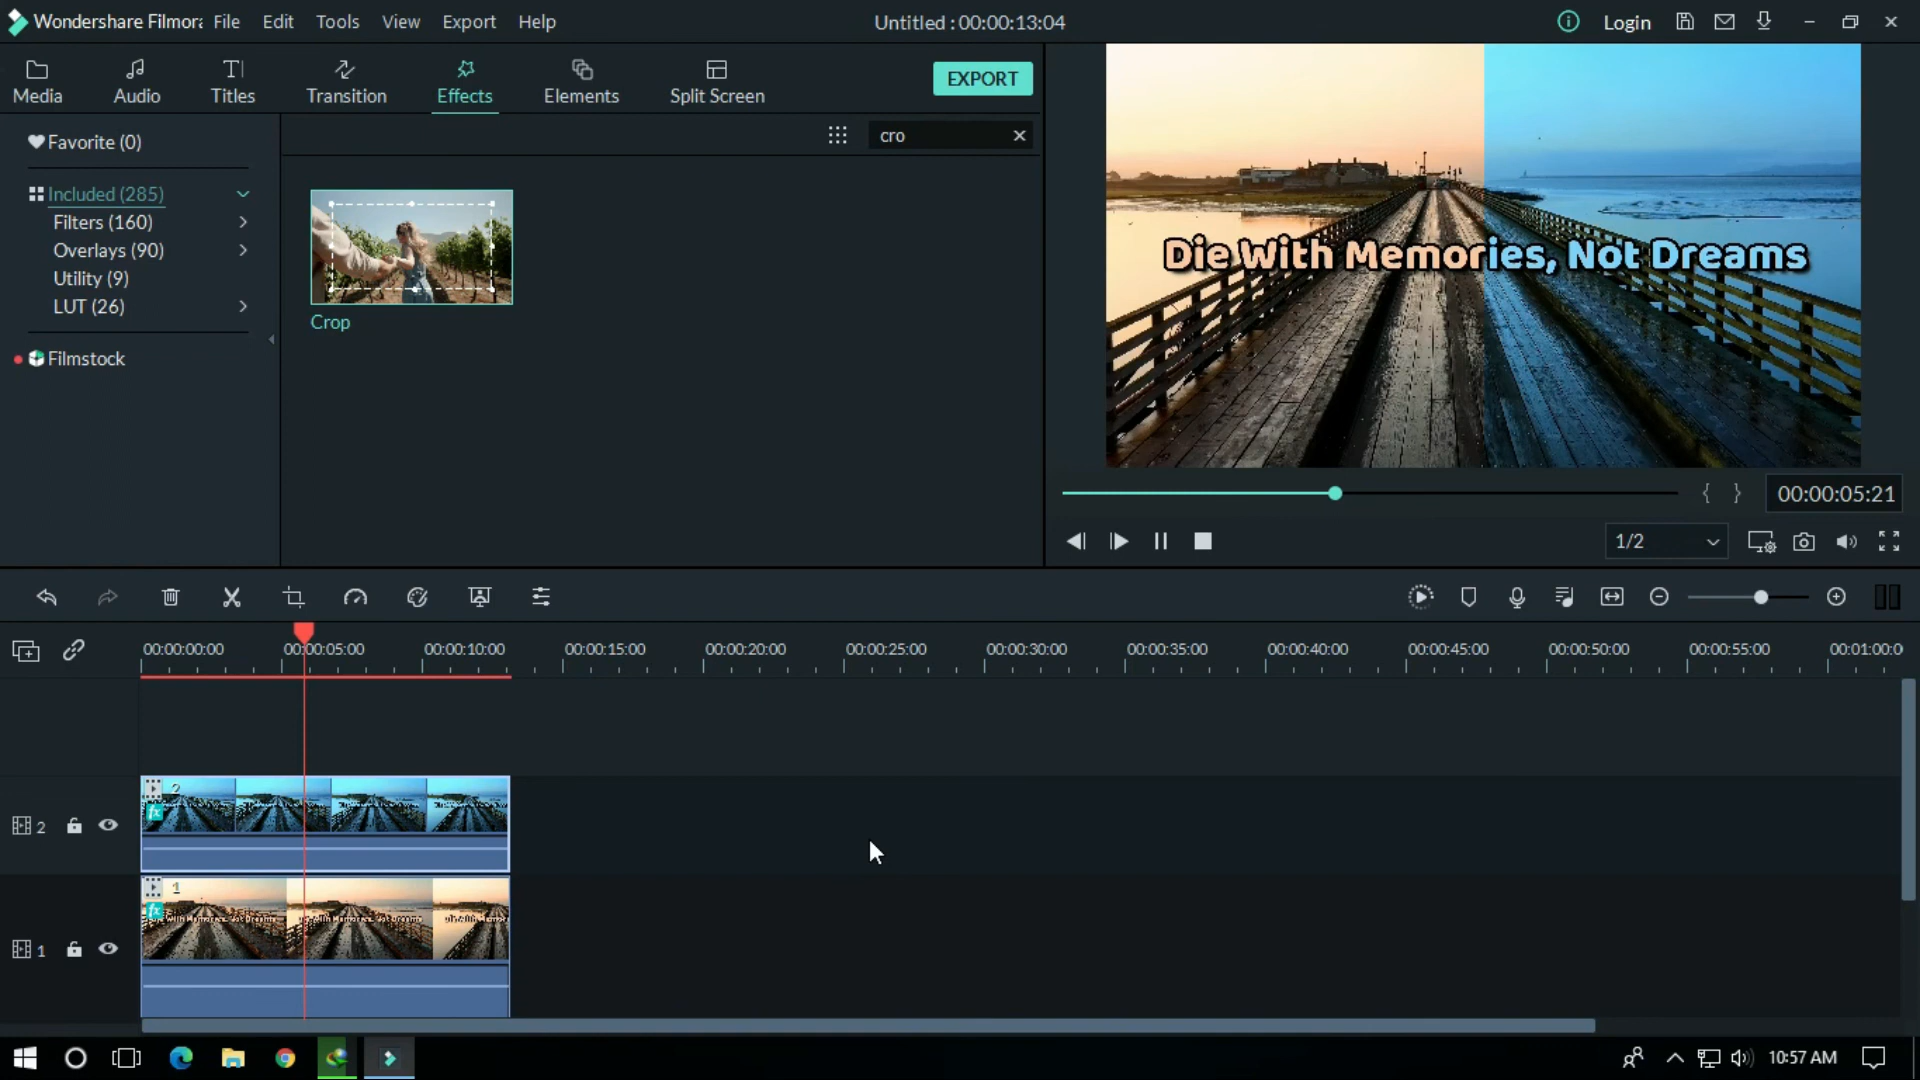 Wondershare Filmora File Edit Tools View Export Help
Untitled : 00:00:13:04
Login
Media Audio Titles Transition Effects Elements Split Screen
EXPORT
Favorite (0)
cro
Included (285)
Filters (160)
Overlays (90)
Utility (9)
LUT (26)
Filmstock
Crop
Die With Memories, Not Dreams
{ } 00:00:05:21
1/2
00:00:00:00 00:00:05:00 00:00:10:00 00:00:15:00 00:00:20:00 00:00:25:00 00:00:30:00 00:00:35:00 00:00:40:00 00:00:45:00 00:00:50:00 00:00:55:00 00:01:00:0
2
fx
2
1
fx
1
10:57 AM